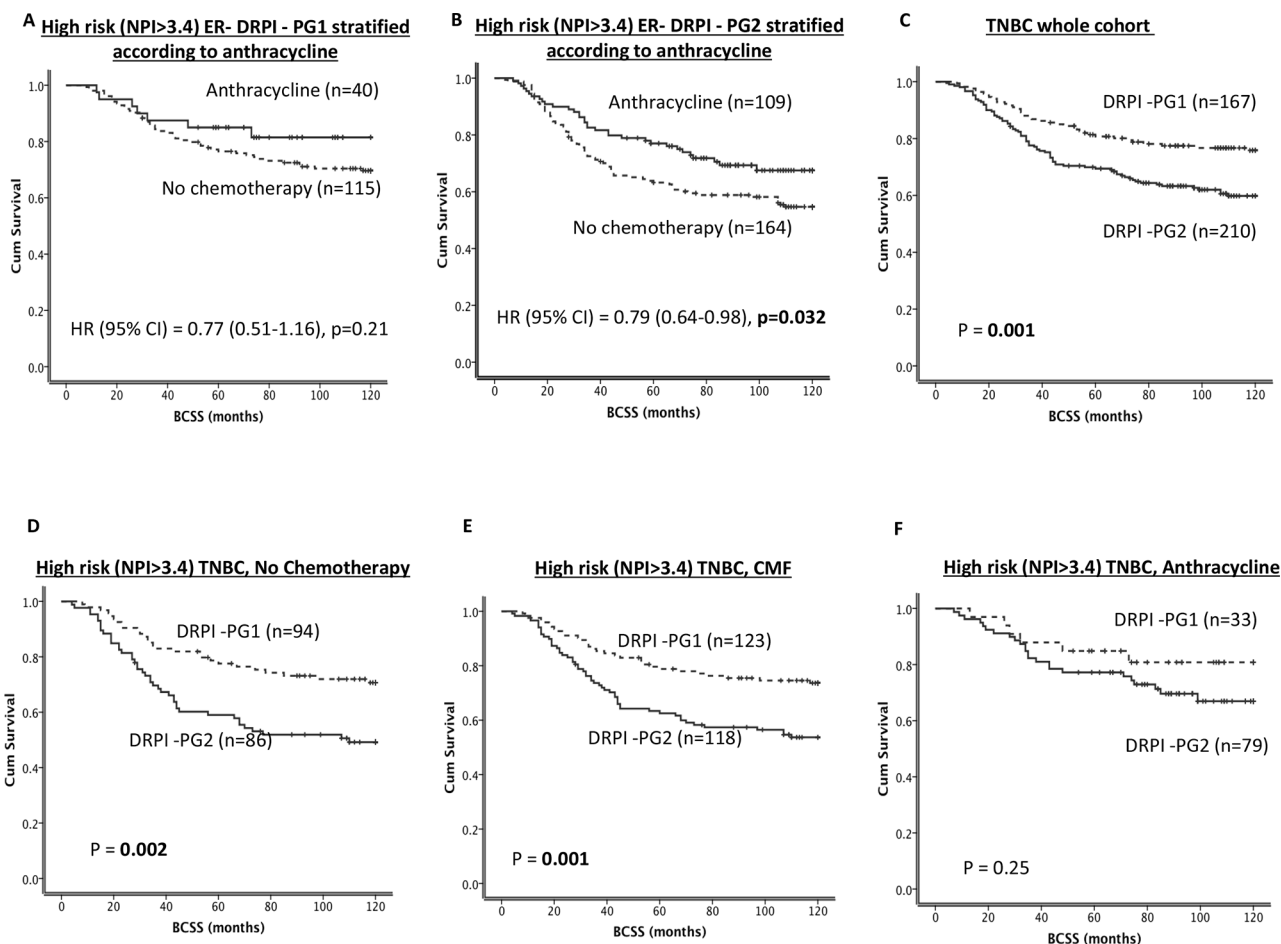 A
High risk (NPI>3.4) ER- DRPI - PG1 stratified
according to anthracycline
1.0
0.8
0.6
0.4
0.2
0.0
Cum Survival
Anthracycline (n=40)
No chemotherapy (n=115)
HR (95% CI) = 0.77 (0.51-1.16), p=0.21
0 20 40 60 80 100 120
BCSS (months)
B
High risk (NPI>3.4) ER- DRPI - PG2 stratified
according to anthracycline
1.0
0.8
0.6
0.4
0.2
0.0
Cum Survival
Anthracycline (n=109)
No chemotherapy (n=164)
HR (95% CI) = 0.79 (0.64-0.98), p=0.032
0 20 40 60 80 100 120
BCSS (months)
C
TNBC whole cohort
1.0
0.8
0.6
0.4
0.2
0.0
Cum Survival
DRPI -PG1 (n=167)
DRPI -PG2 (n=210)
P = 0.001
0 20 40 60 80 100 120
BCSS (months)
D
High risk (NPI>3.4) TNBC, No Chemotherapy
1.0
0.8
0.6
0.4
0.2
0.0
Cum Survival
DRPI -PG1 (n=94)
DRPI -PG2 (n=86)
P = 0.002
0 20 40 60 80 100 120
BCSS (months)
E
High risk (NPI>3.4) TNBC, CMF
1.0
0.8
0.6
0.4
0.2
0.0
Cum Survival
DRPI -PG1 (n=123)
DRPI -PG2 (n=118)
P = 0.001
0 20 40 60 80 100 120
BCSS (months)
F
High risk (NPI>3.4) TNBC, Anthracycline
1.0
0.8
0.6
0.4
0.2
0.0
Cum Survival
DRPI -PG1 (n=33)
DRPI -PG2 (n=79)
P = 0.25
0 20 40 60 80 100 120
BCSS (months)